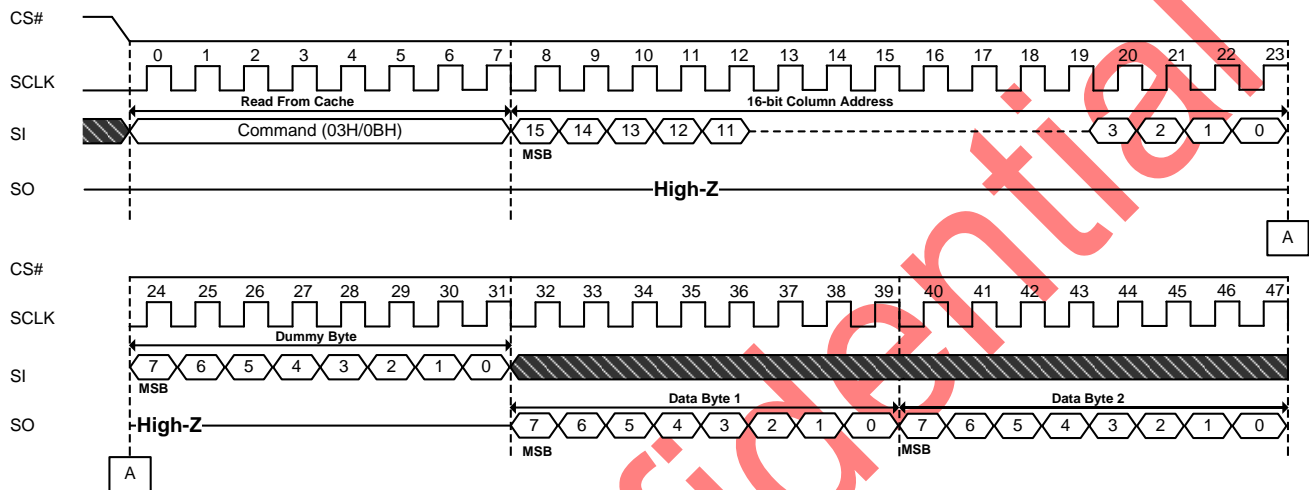 CS#
0 1 2 3 4 5 6 7 8 9 10 11 12 13 14 15 16 17 18 19 20 21 22 23
SCLK
Read From Cache 16-bit Column Address
SI Command (03H/0BH) 15 14 13 12 11 3 2 1 0
MSB
SO High-Z
A
CS#
24 25 26 27 28 29 30 31 32 33 34 35 36 37 38 39 40 41 42 43 44 45 46 47
SCLK
Dummy Byte
SI 7 6 5 4 3 2 1 0
MSB
Data Byte 1 Data Byte 2
SO High-Z 7 6 5 4 3 2 1 0 7 6 5 4 3 2 1 0
MSB MSB
A
fidential